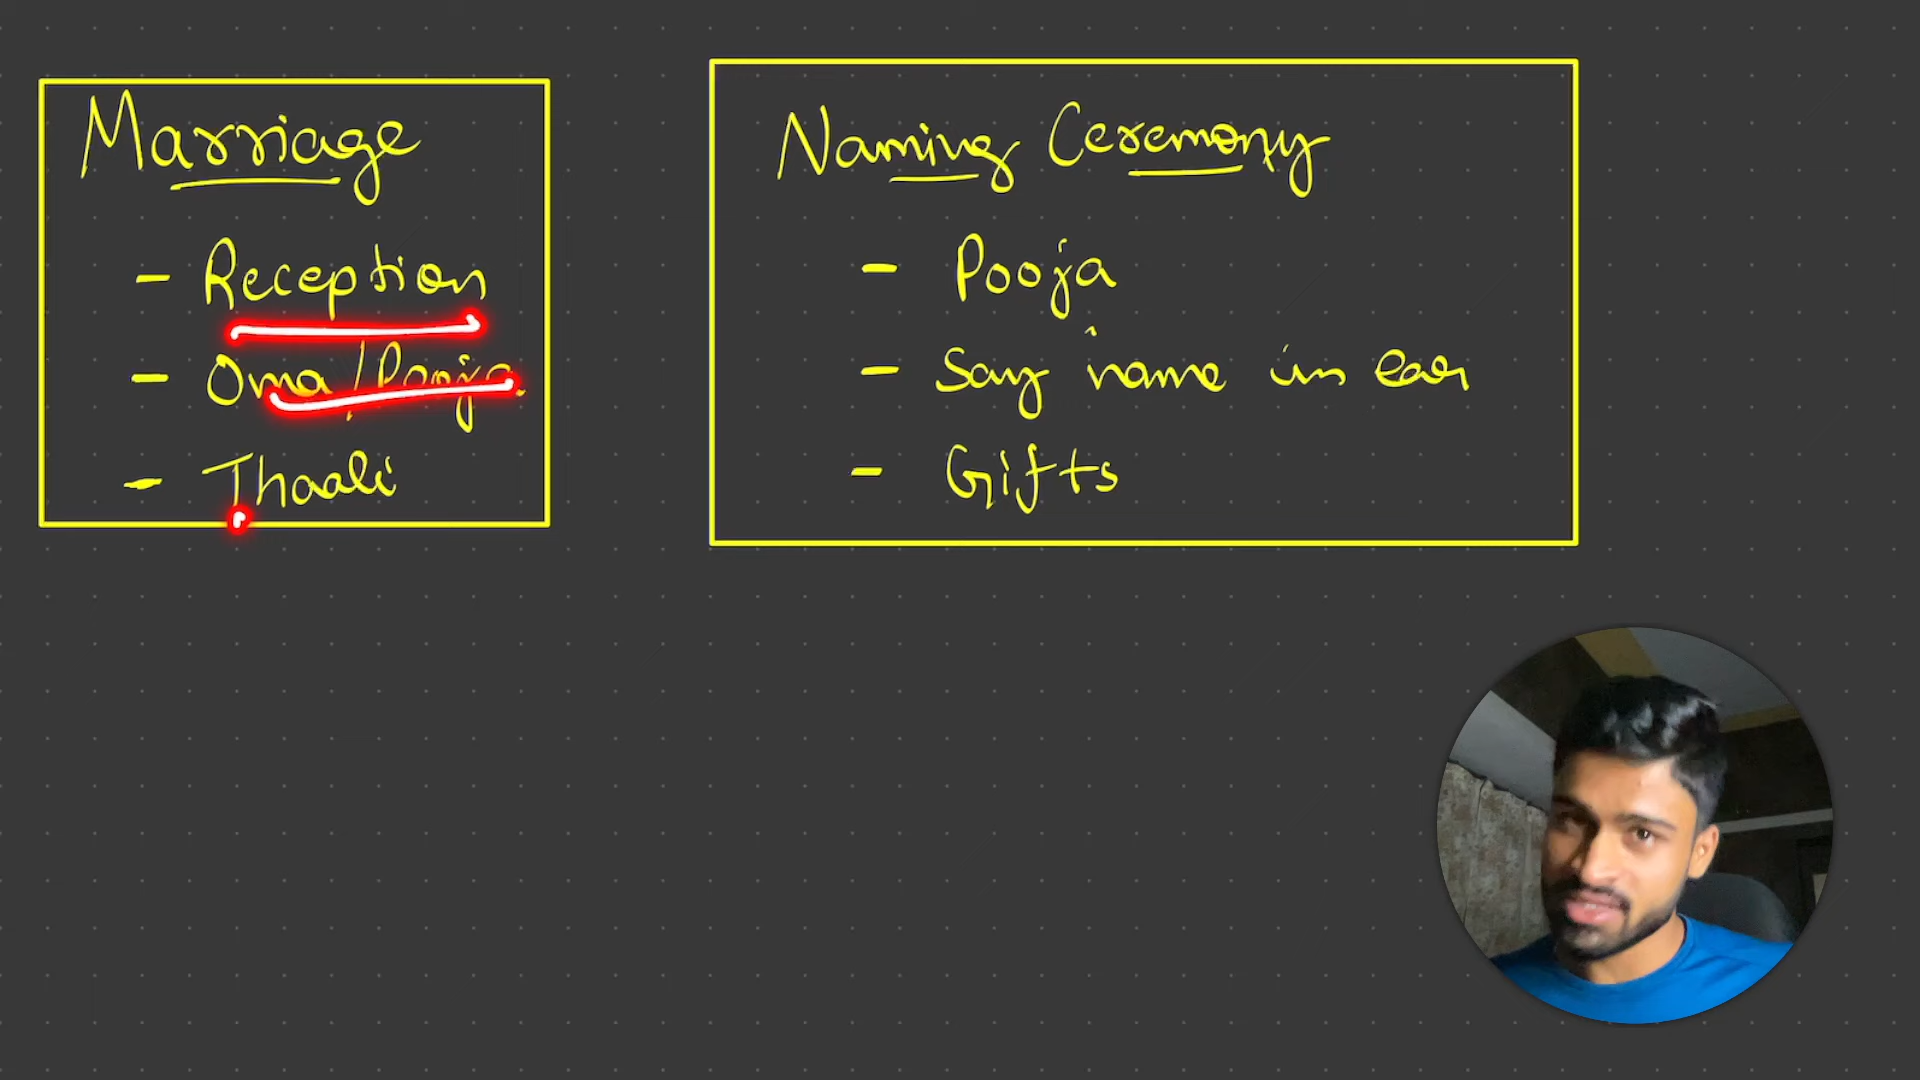 Marriage
- Reception
- Oma/Pooja
- Thaali
Naming Ceremony
- Pooja
- Say name in ear
- Gifts